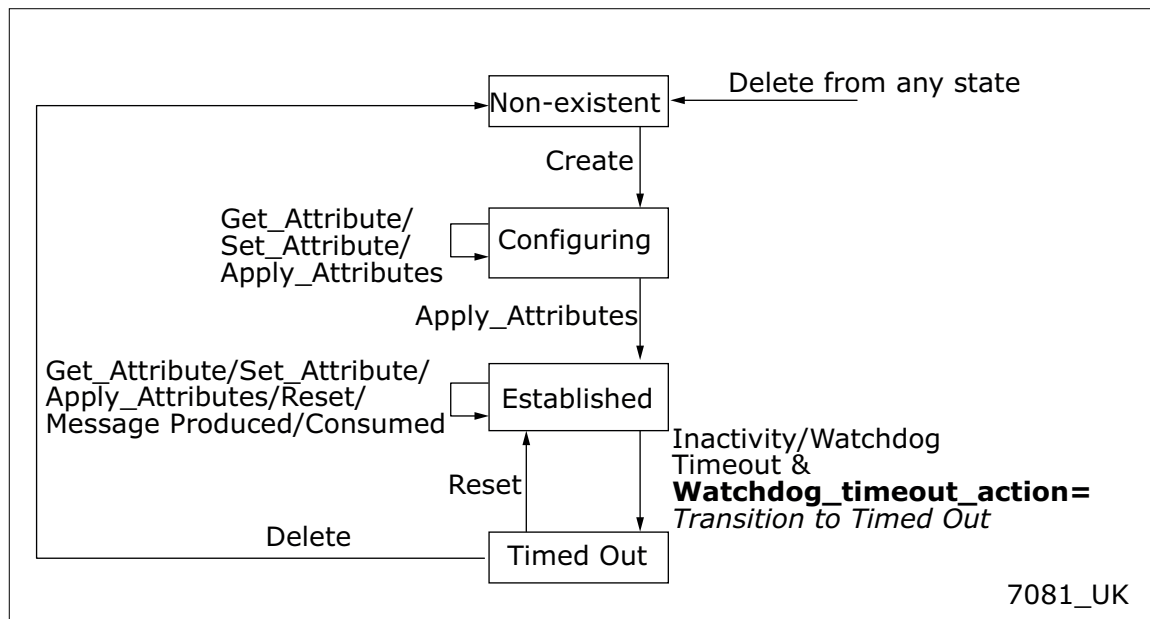 Delete from any state
Non-existent
Create
Get_Attribute/
Set_Attribute/
Apply_Attributes
Configuring
Apply_Attributes
Get_Attribute/Set_Attribute/
Apply_Attributes/Reset/
Message Produced/Consumed
Established
Inactivity/Watchdog
Timeout &
Watchdog_timeout_action=
Transition to Timed Out
Reset
Delete
Timed Out
7081_UK